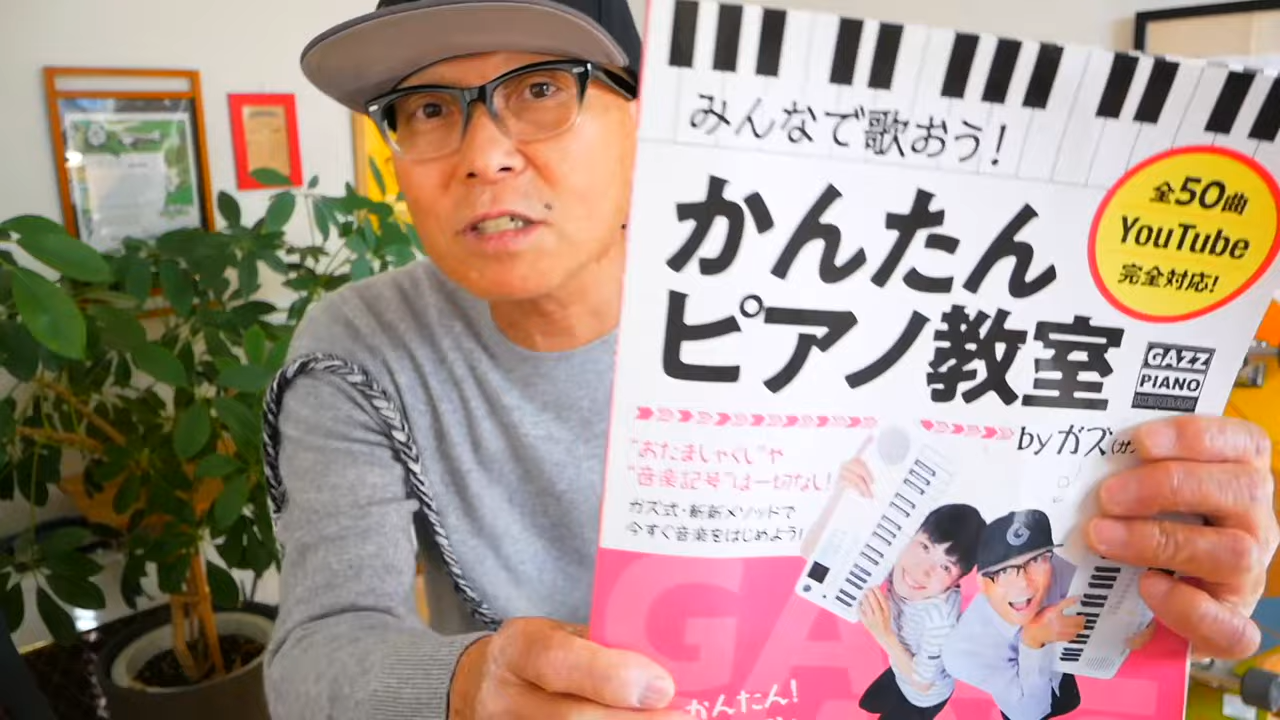 みんなで歌おう！
かんたん
ピアノ教室
全50曲
YouTube
完全対応!
GAZZ
PIANO
KENBAN
byガズ
"おたまじゃくし"や
"音楽記号"は一切なし!
ガズ式・斬新メソッドで
今すぐ音楽をはじめよう!
G
GA
かんたん!